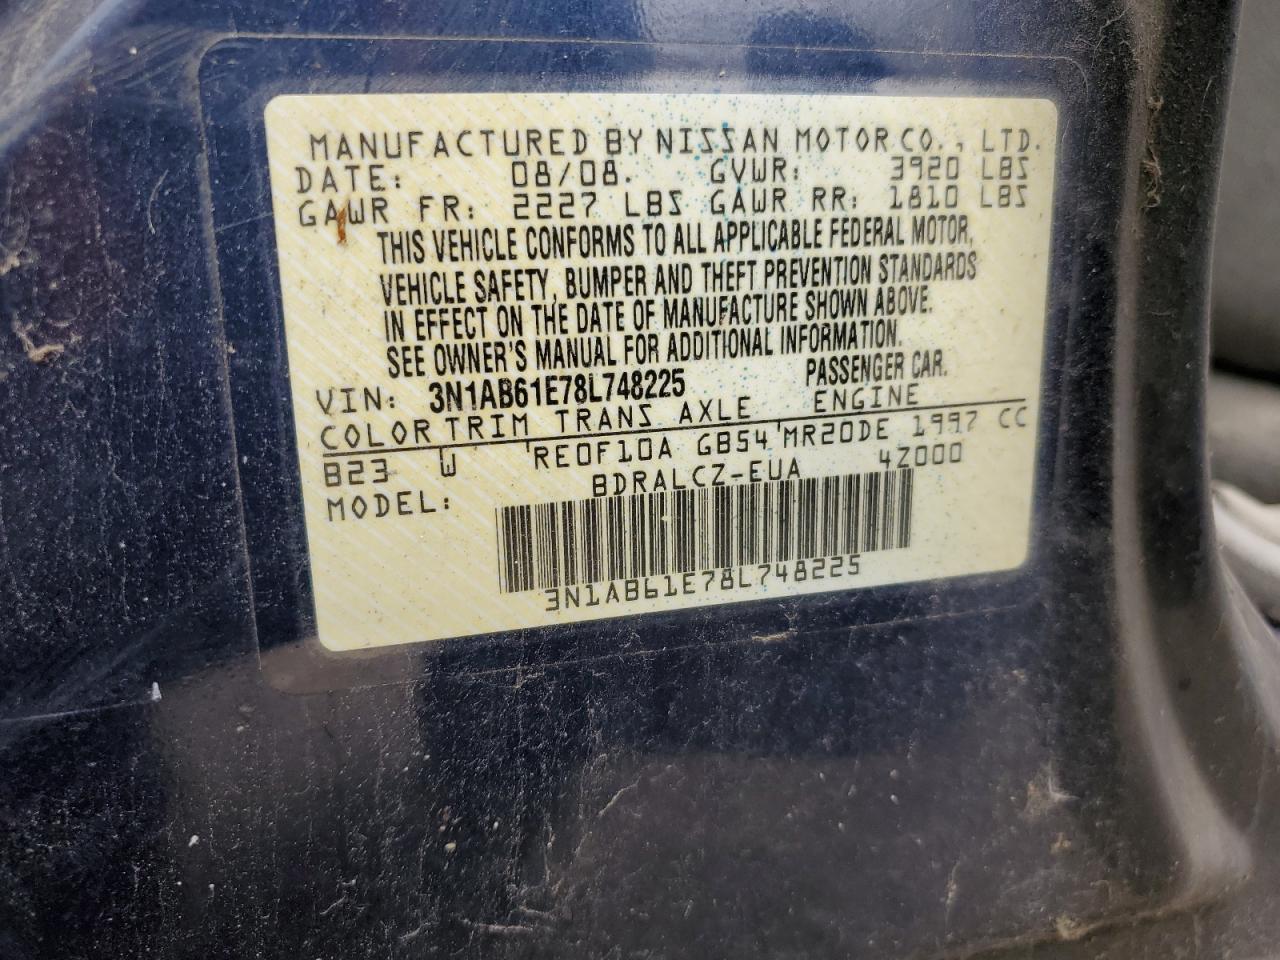 MANUFACTURED BY NISSAN MOTOR CO., LTD.
DATE: 08/08. GVWR: 3920 LBS
GAWR FR: 2227 LBS GAWR RR: 1810 LBS
THIS VEHICLE CONFORMS TO ALL APPLICABLE FEDERAL MOTOR,
VEHICLE SAFETY, BUMPER AND THEFT PREVENTION STANDARDS
IN EFFECT ON THE DATE OF MANUFACTURE SHOWN ABOVE.
SEE OWNER'S MANUAL FOR ADDITIONAL INFORMATION.
VIN: 3N1AB61E78L748225 PASSENGER CAR.
COLOR TRIM TRANS AXLE ENGINE
B23 W RE0F10A GB54 MR20DE 1997 CC
MODEL: BDRALCZ-EUA 4Z000
3N1AB61E78L748225